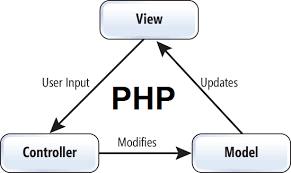 View
User Input
Updates
PHP
Modifies
Controller
Model